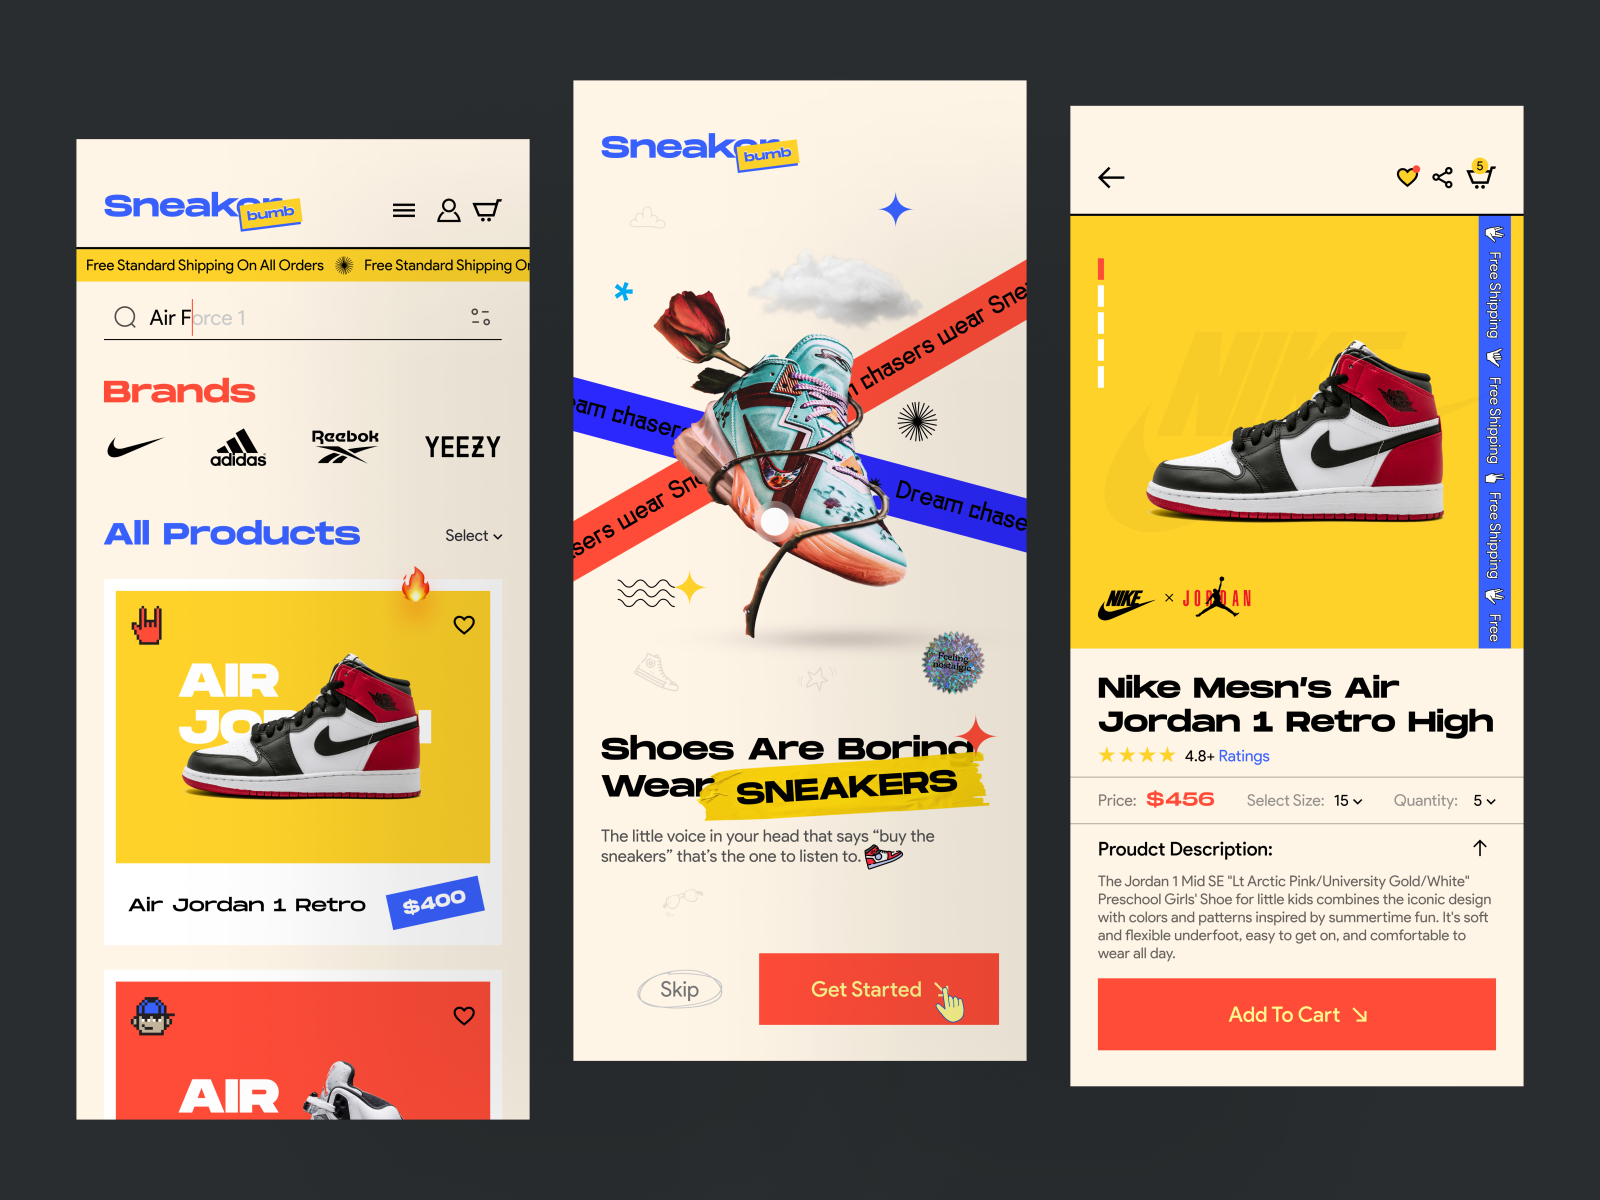 Sneaker
bumb
Free Standard Shipping On All Orders
Free Standard Shipping Or
Air Force 1
Brands
adidas
Reebok
YEEZY
All Products
Select
AIR
JORDAN
Air Jordan 1 Retro
$400
AIR
Sneaker
bumb
chasers wear Snea
eam chasers
Dream chase
sers wear Sne
Feeling
nostalgic
Shoes Are Boring
Wear SNEAKERS
The little voice in your head that says “buy the
sneakers” that’s the one to listen to.
Skip
Get Started
5
NIKE
Free Shipping
Free Shipping
Free Shipping
Free
NIKE × JORDAN
Nike Mesn’s Air
Jordan 1 Retro High
4.8+ Ratings
Price: $456
Select Size: 15
Quantity: 5
Proudct Description:
The Jordan 1 Mid SE "Lt Arctic Pink/University Gold/White"
Preschool Girls' Shoe for little kids combines the iconic design
with colors and patterns inspired by summertime fun. It's soft
and flexible underfoot, easy to get on, and comfortable to
wear all day.
Add To Cart